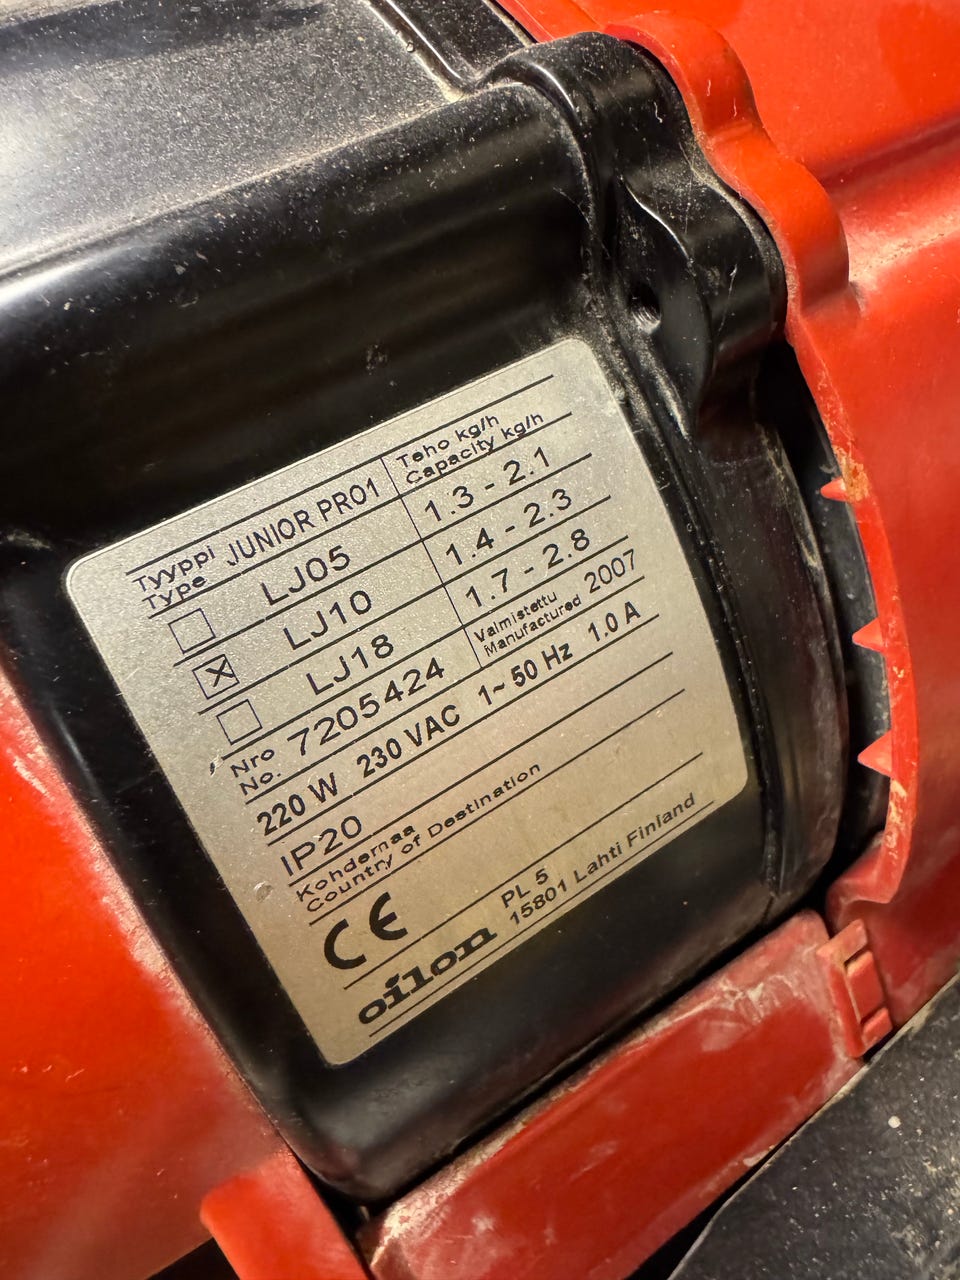 Tyyppi
Type JUNIOR PRO1
Teho kg/h
Capacity kg/h
LJ05 1.3 - 2.1
LJ10 1.4 - 2.3
LJ18 1.7 - 2.8
Nro
No. 7205424
Valmistettu
Manufactured 2007
220 W 230 VAC 1~ 50 Hz 1.0 A
IP20
Kohdemaa
Country of Destination
CE
PL 5
oilon 15801 Lahti Finland